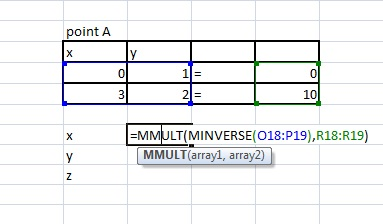 point A
x y
0 1 = 0
3 2 = 10
x =MMULT(MINVERSE(O18:P19),R18:R19)
y MMULT(array1, array2)
z